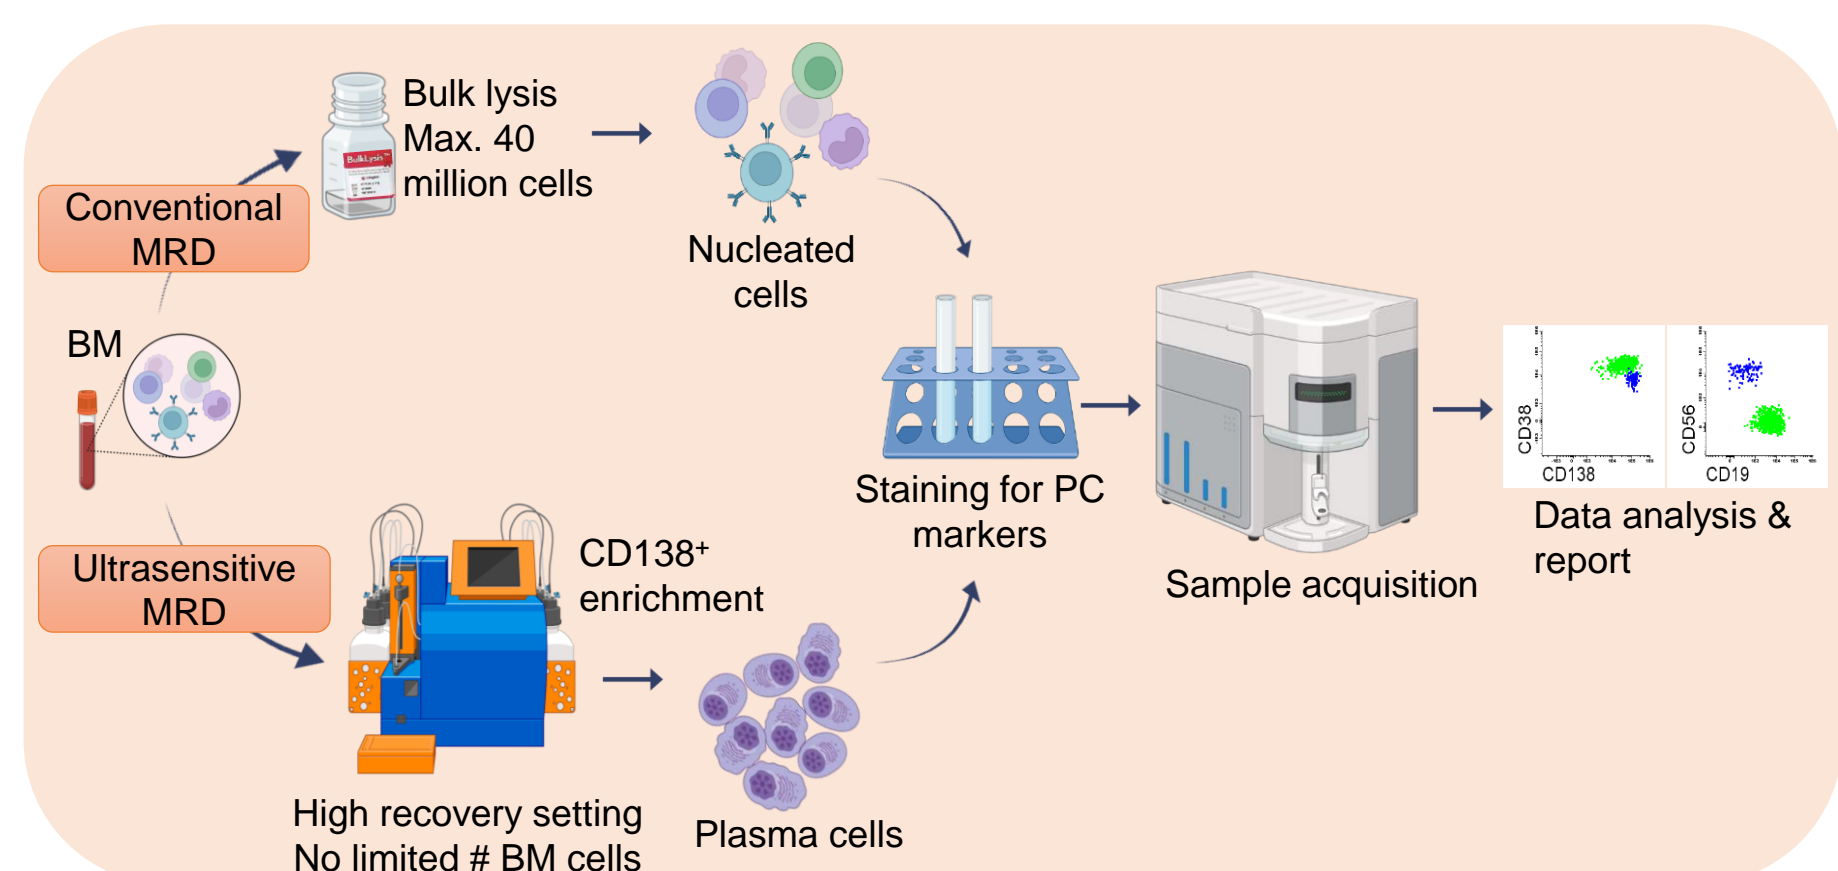 Bulk lysis
Max. 40
million cells
BulkLysis
Conventional
MRD
Nucleated
cells
BM
CD38
CD138
CD56
CD19
Staining for PC
markers
Data analysis &
report
Sample acquisition
Ultrasensitive
MRD
CD138⁺
enrichment
High recovery setting
No limited # BM cells
Plasma cells